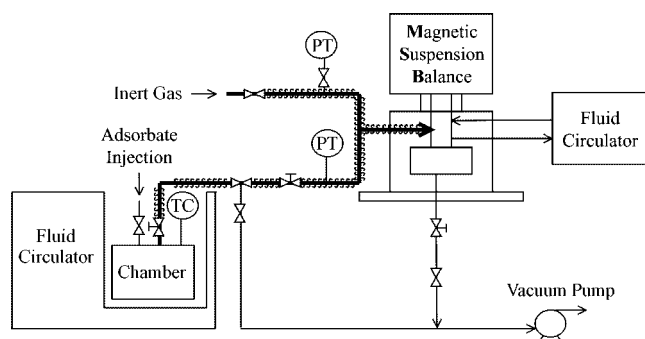 PT
Magnetic
Suspension
Balance
Inert Gas
Adsorbate
Injection
PT
Fluid
Circulator
TC
Fluid
Circulator
Chamber
Vacuum Pump